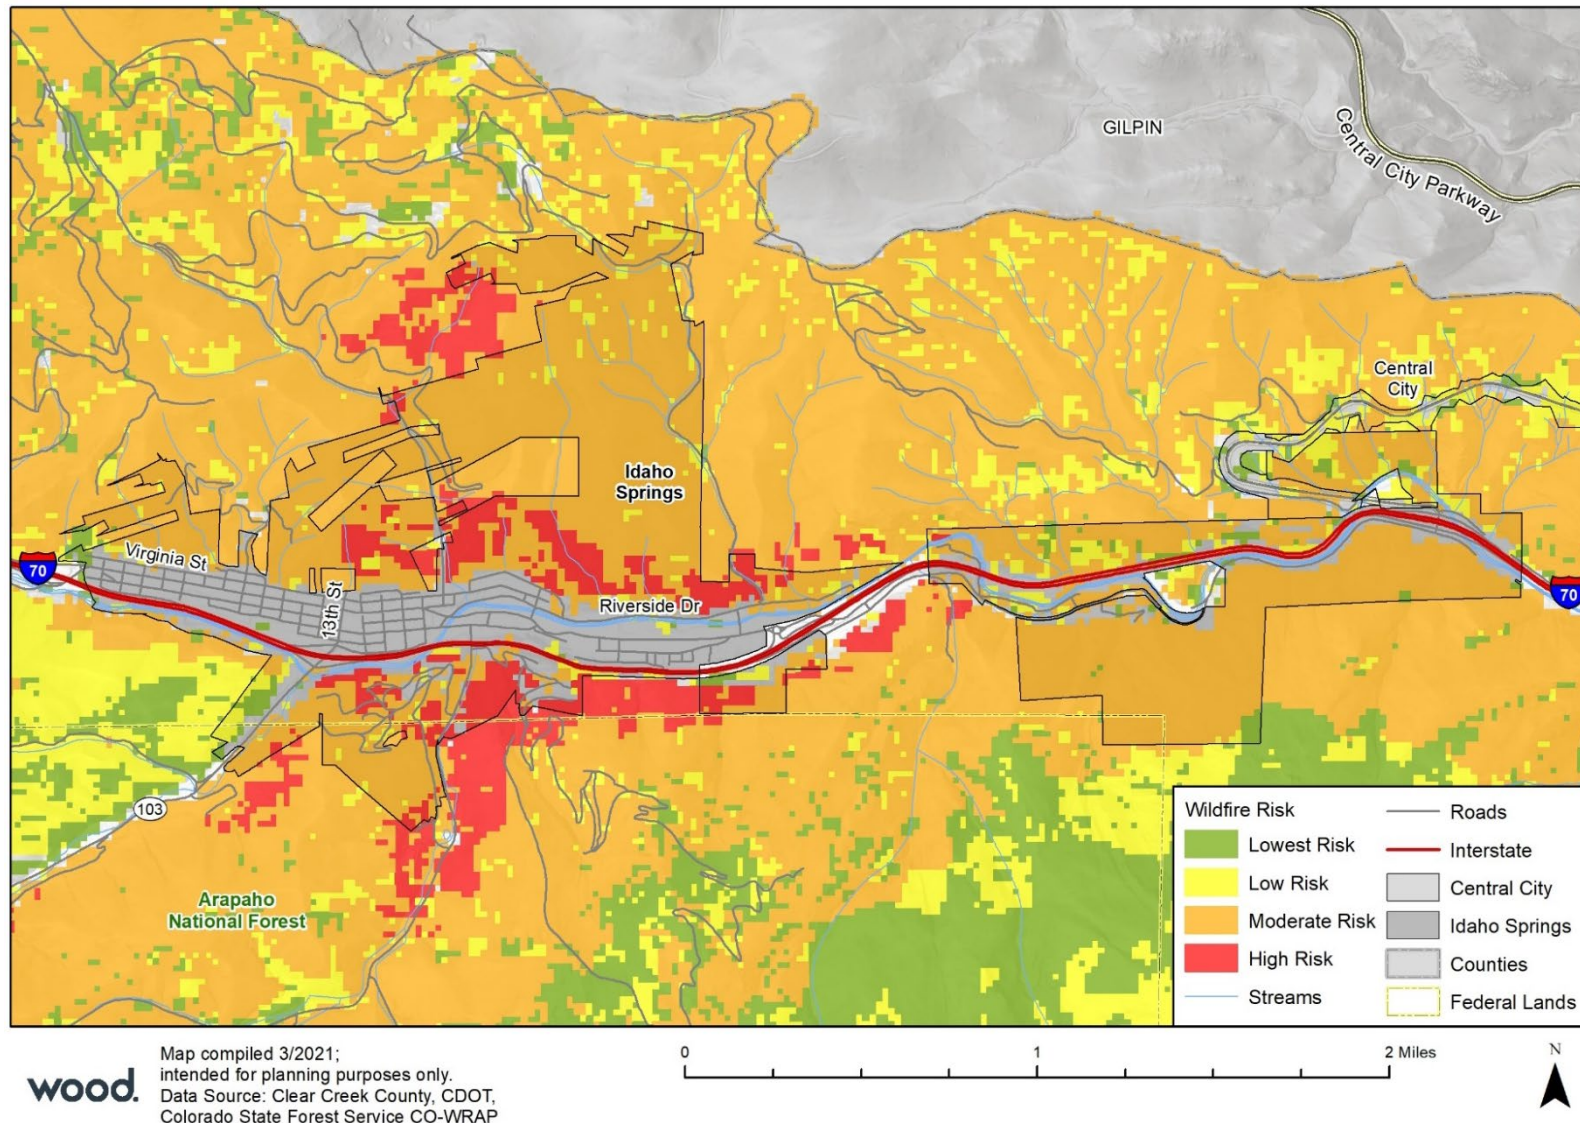 GILPIN
Central City Parkway
Central
City
Idaho
Springs
Virginia St
70
13th St
Riverside Dr
70
103
Arapaho
National Forest
Wildfire Risk
Lowest Risk
Low Risk
Moderate Risk
High Risk
Streams
Roads
Interstate
Central City
Idaho Springs
Counties
Federal Lands
wood.
Map compiled 3/2021;
intended for planning purposes only.
Data Source: Clear Creek County, CDOT,
Colorado State Forest Service CO-WRAP
0 1 2 Miles
N